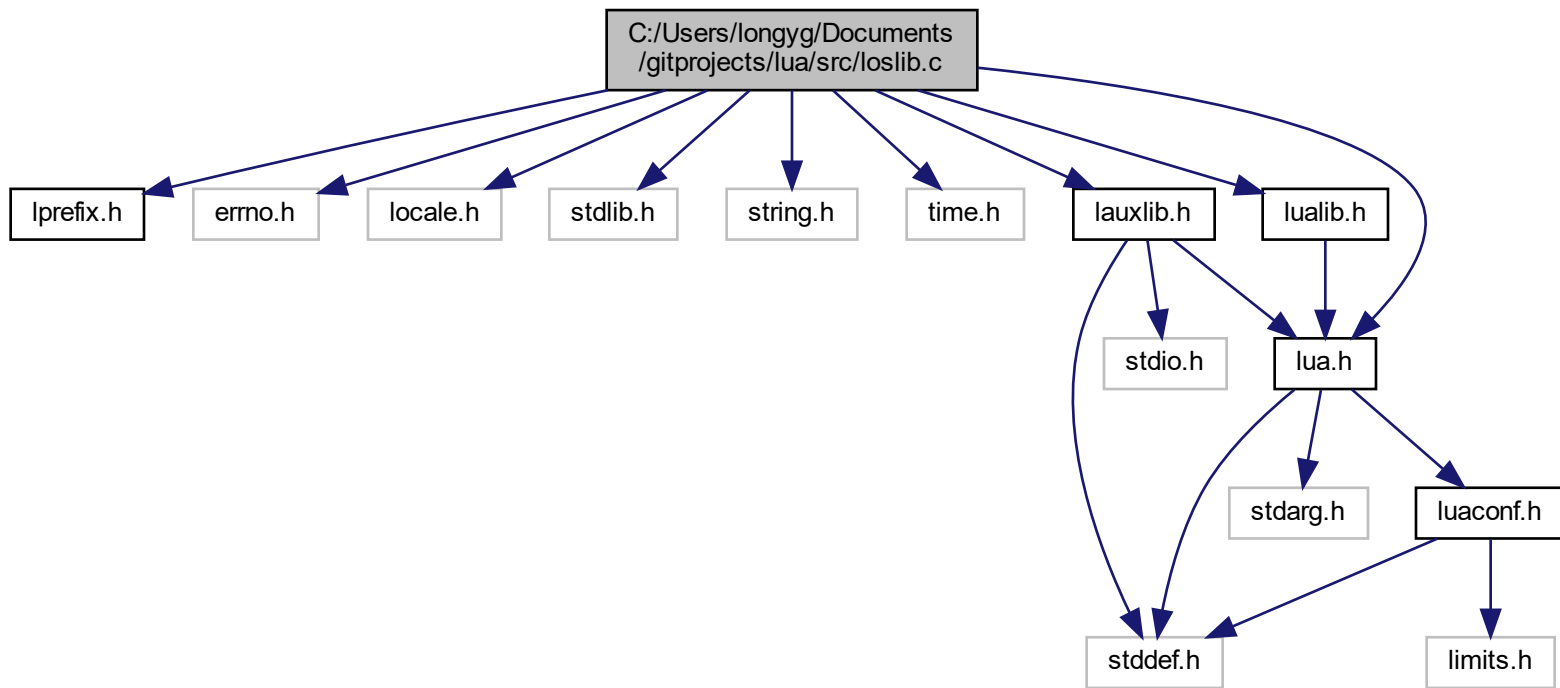 C:/Users/longyg/Documents
/gitprojects/lua/src/loslib.c
lprefix.h
errno.h
locale.h
stdlib.h
string.h
time.h
lauxlib.h
lualib.h
stdio.h
lua.h
stdarg.h
luaconf.h
stddef.h
limits.h